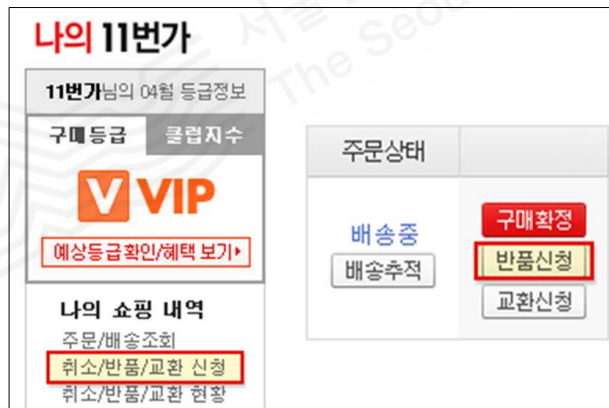 나의 11번가
11번가님의 04월 등급정보
구매등급 클럽지수
V VIP
예상등급확인/혜택 보기▶
나의 쇼핑 내역
주문/배송조회
취소/반품/교환 신청
취소/반품/교환 현황
주문상태
배송중
배송추적
구매확정
반품신청
교환신청
The Seoul